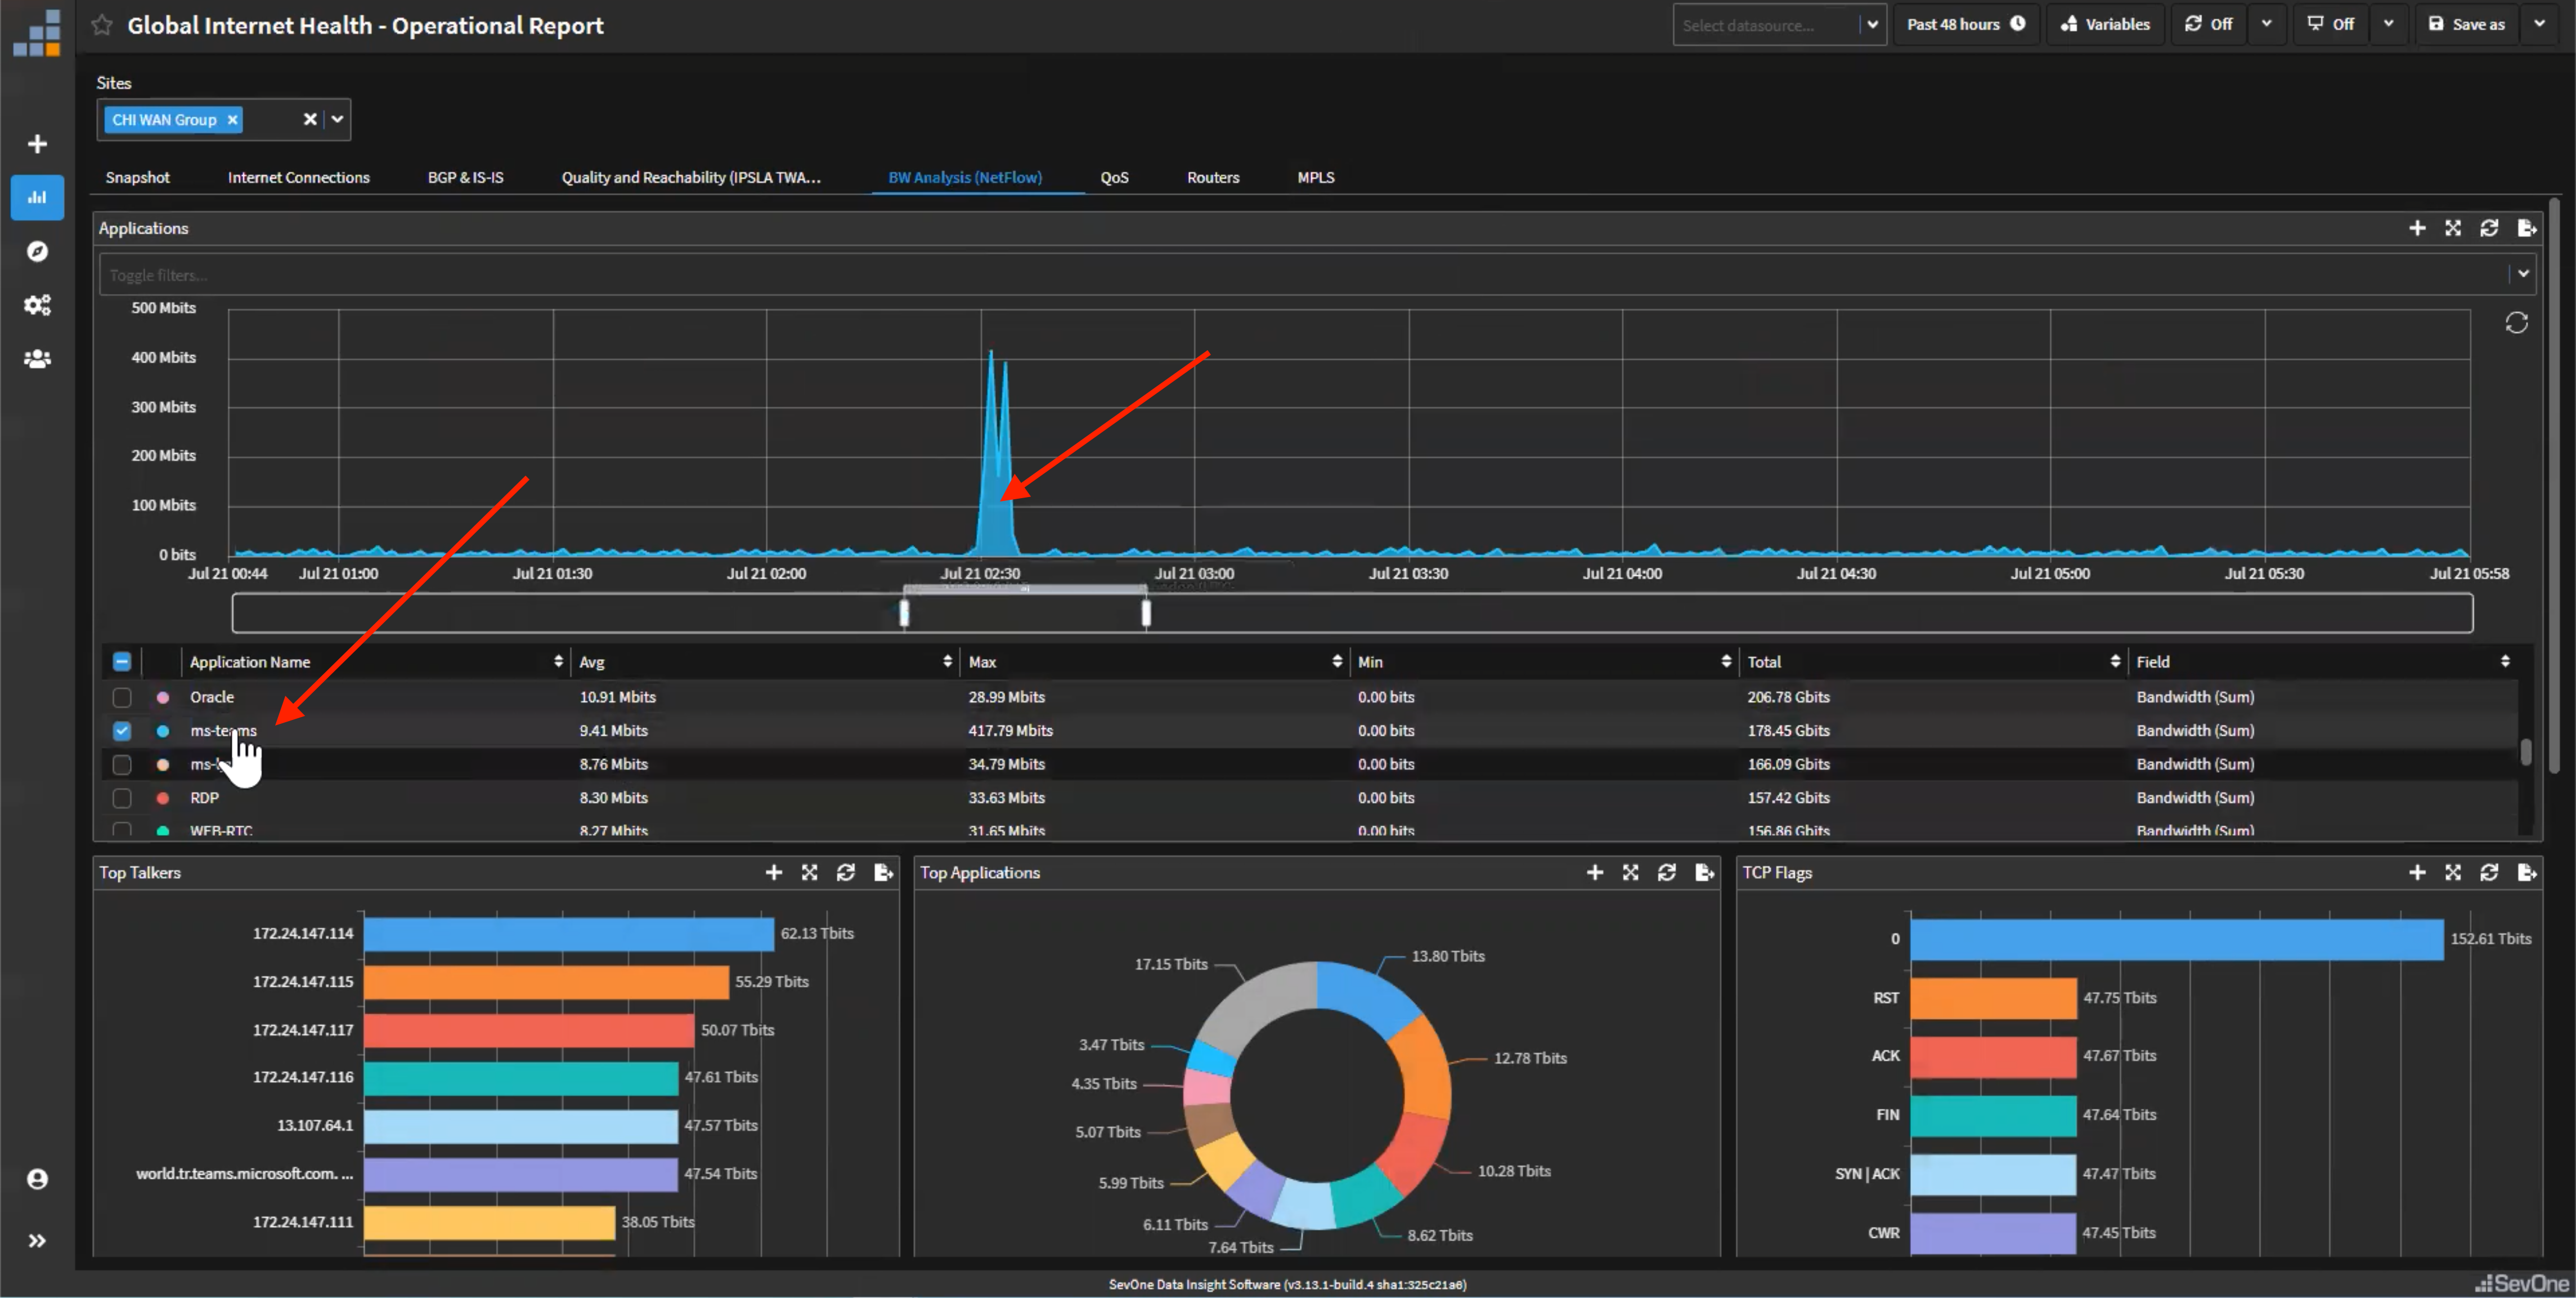 Global Internet Health - Operational Report
Select datasource...
Past 48 hours
Variables
Off
Off
Save as
Sites
CHI WAN Group
Snapshot
Internet Connections
BGP & IS-IS
Quality and Reachability (IPSLA TWA...
BW Analysis (NetFlow)
QoS
Routers
MPLS
Applications
Toggle filters...
500 Mbits
400 Mbits
300 Mbits
200 Mbits
100 Mbits
0 bits
Jul 21 00:44 Jul 21 01:00 Jul 21 01:30 Jul 21 02:00 Jul 21 02:30 Jul 21 03:00 Jul 21 03:30 Jul 21 04:00 Jul 21 04:30 Jul 21 05:00 Jul 21 05:30 Jul 21 05:58
Application Name Avg Max Min Total Field
Oracle 10.91 Mbits 28.99 Mbits 0.00 bits 206.78 Gbits Bandwidth (Sum)
ms-teams 9.41 Mbits 417.79 Mbits 0.00 bits 178.45 Gbits Bandwidth (Sum)
8.76 Mbits 34.79 Mbits 0.00 bits 166.09 Gbits Bandwidth (Sum)
RDP 8.30 Mbits 33.63 Mbits 0.00 bits 157.42 Gbits Bandwidth (Sum)
WEB-RTC 8.27 Mbits 31.65 Mbits 0.00 bits 156.86 Gbits Bandwidth (Sum)
Top Talkers
172.24.147.114 62.13 Tbits
172.24.147.115 55.29 Tbits
172.24.147.117 50.07 Tbits
172.24.147.116 47.61 Tbits
13.107.64.1 47.57 Tbits
world.tr.teams.microsoft.com. ... 47.54 Tbits
172.24.147.111 38.05 Tbits
Top Applications
13.80 Tbits
12.78 Tbits
10.28 Tbits
8.62 Tbits
7.64 Tbits
6.11 Tbits
5.99 Tbits
5.07 Tbits
4.35 Tbits
3.47 Tbits
17.15 Tbits
TCP Flags
0 152.61 Tbits
RST 47.75 Tbits
ACK 47.67 Tbits
FIN 47.64 Tbits
SYN | ACK 47.47 Tbits
CWR 47.45 Tbits
SevOne Data Insight Software (v3.13.1-build.4 sha1:325c21a6)
SevOne